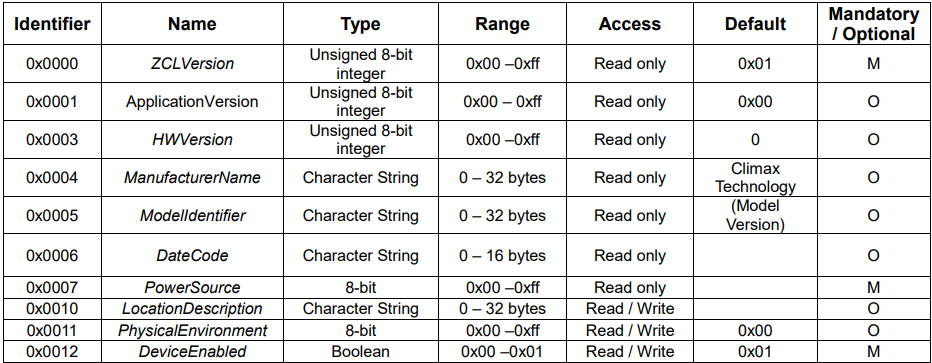 Identifier Name Type Range Access Default Mandatory / Optional
0x0000 ZCLVersion Unsigned 8-bit integer 0x00 –0xff Read only 0x01 M
0x0001 ApplicationVersion Unsigned 8-bit integer 0x00 – 0xff Read only 0x00 O
0x0003 HWVersion Unsigned 8-bit integer 0x00 –0xff Read only 0 O
0x0004 ManufacturerName Character String 0 – 32 bytes Read only Climax Technology O
0x0005 ModelIdentifier Character String 0 – 32 bytes Read only (Model Version) O
0x0006 DateCode Character String 0 – 16 bytes Read only O
0x0007 PowerSource 8-bit 0x00 –0xff Read only M
0x0010 LocationDescription Character String 0 – 32 bytes Read / Write O
0x0011 PhysicalEnvironment 8-bit 0x00 –0xff Read / Write 0x00 O
0x0012 DeviceEnabled Boolean 0x00 –0x01 Read / Write 0x01 M